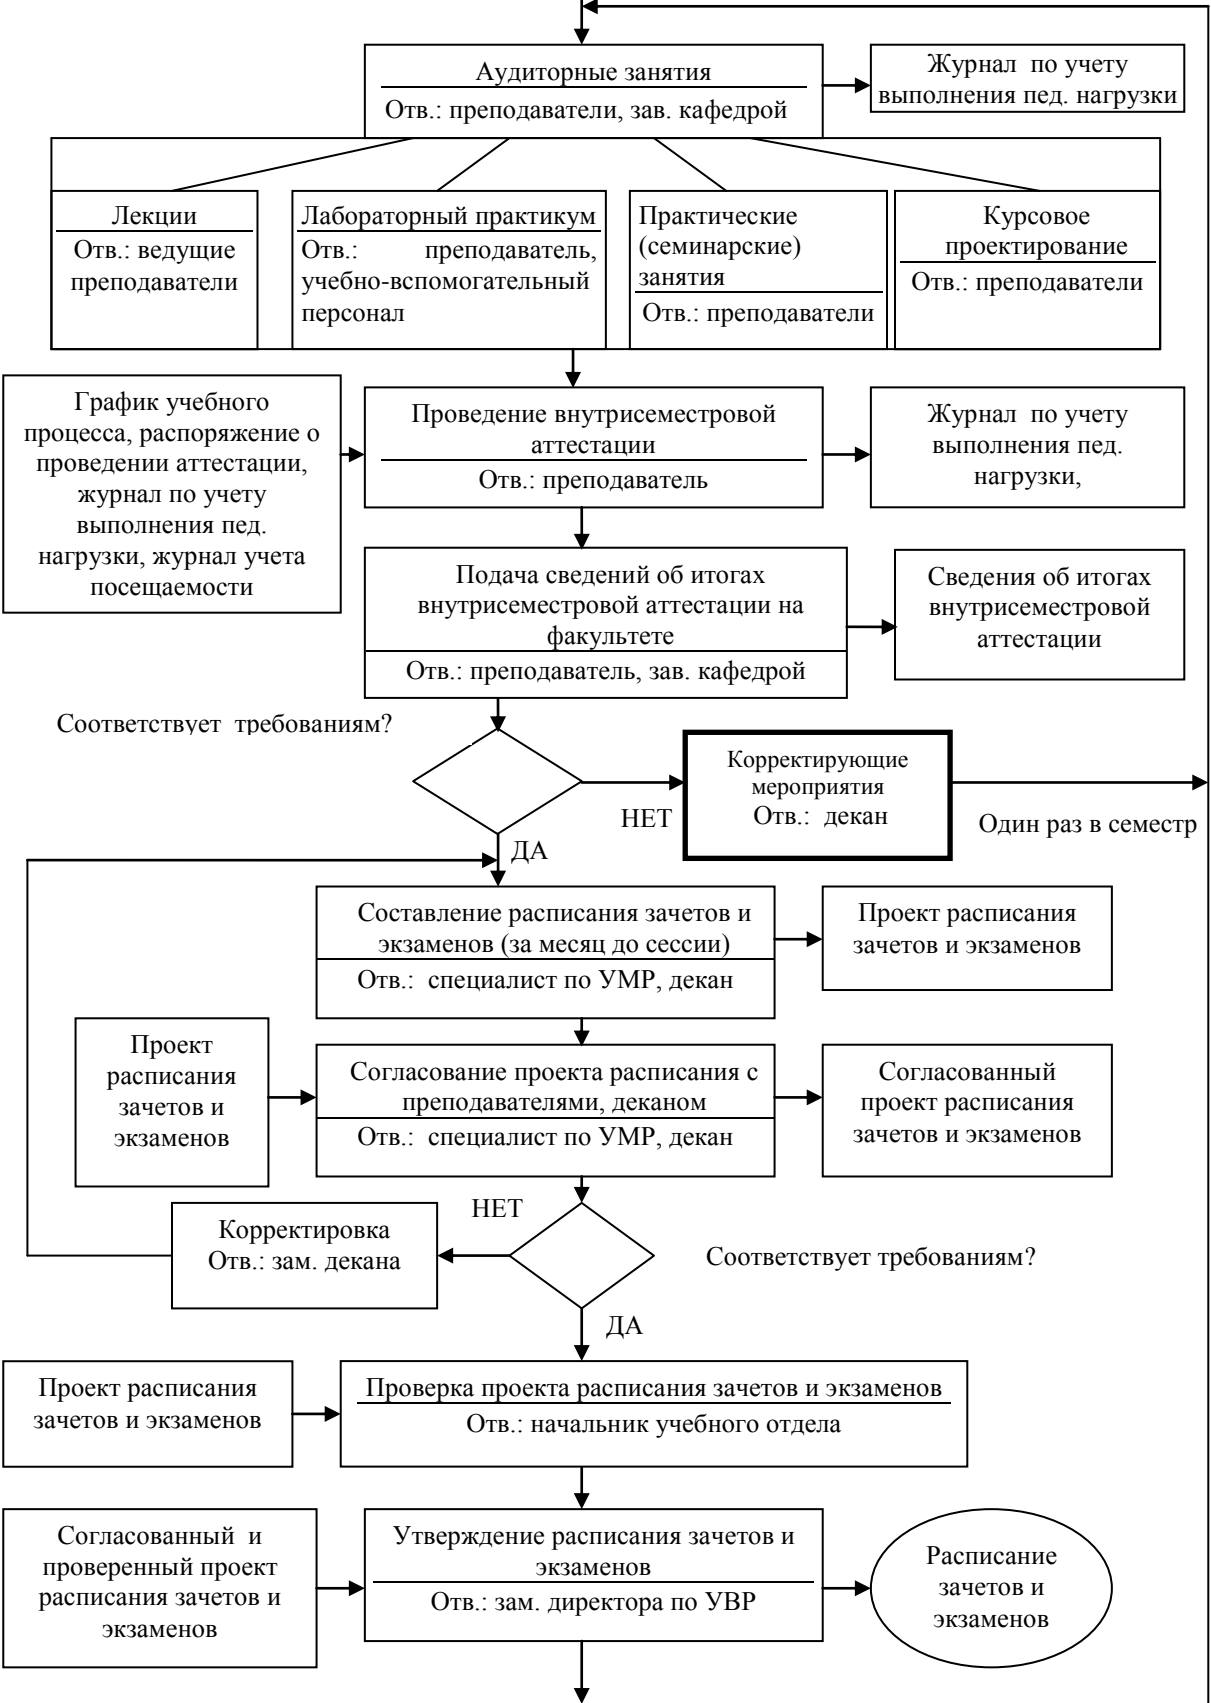 Аудиторные занятия
Отв.: преподаватели, зав. кафедрой
Журнал по учету
выполнения пед. нагрузки
Лекции
Отв.: ведущие
преподаватели
Лабораторный практикум
Отв.: преподаватель,
учебно-вспомогательный
персонал
Практические
(семинарские)
занятия
Отв.: преподаватели
Курсовое
проектирование
Отв.: преподаватели
График учебного
процесса, распоряжение о
проведении аттестации,
журнал по учету
выполнения пед.
нагрузки, журнал учета
посещаемости
Проведение внутрисеместровой
аттестации
Отв.: преподаватель
Журнал по учету
выполнения пед.
нагрузки,
Подача сведений об итогах
внутрисеместровой аттестации на
факультете
Отв.: преподаватель, зав. кафедрой
Сведения об итогах
внутрисеместровой
аттестации
Соответствует требованиям?
НЕТ
Корректирующие
мероприятия
Отв.: декан
Один раз в семестр
ДА
Составление расписания зачетов и
экзаменов (за месяц до сессии)
Отв.: специалист по УМР, декан
Проект расписания
зачетов и экзаменов
Проект
расписания
зачетов и
экзаменов
Согласование проекта расписания с
преподавателями, деканом
Отв.: специалист по УМР, декан
Согласованный
проект расписания
зачетов и экзаменов
НЕТ
Корректировка
Отв.: зам. декана
Соответствует требованиям?
ДА
Проект расписания
зачетов и экзаменов
Проверка проекта расписания зачетов и экзаменов
Отв.: начальник учебного отдела
Согласованный и
проверенный проект
расписания зачетов и
экзаменов
Утверждение расписания зачетов и
экзаменов
Отв.: зам. директора по УВР
Расписание
зачетов и
экзаменов